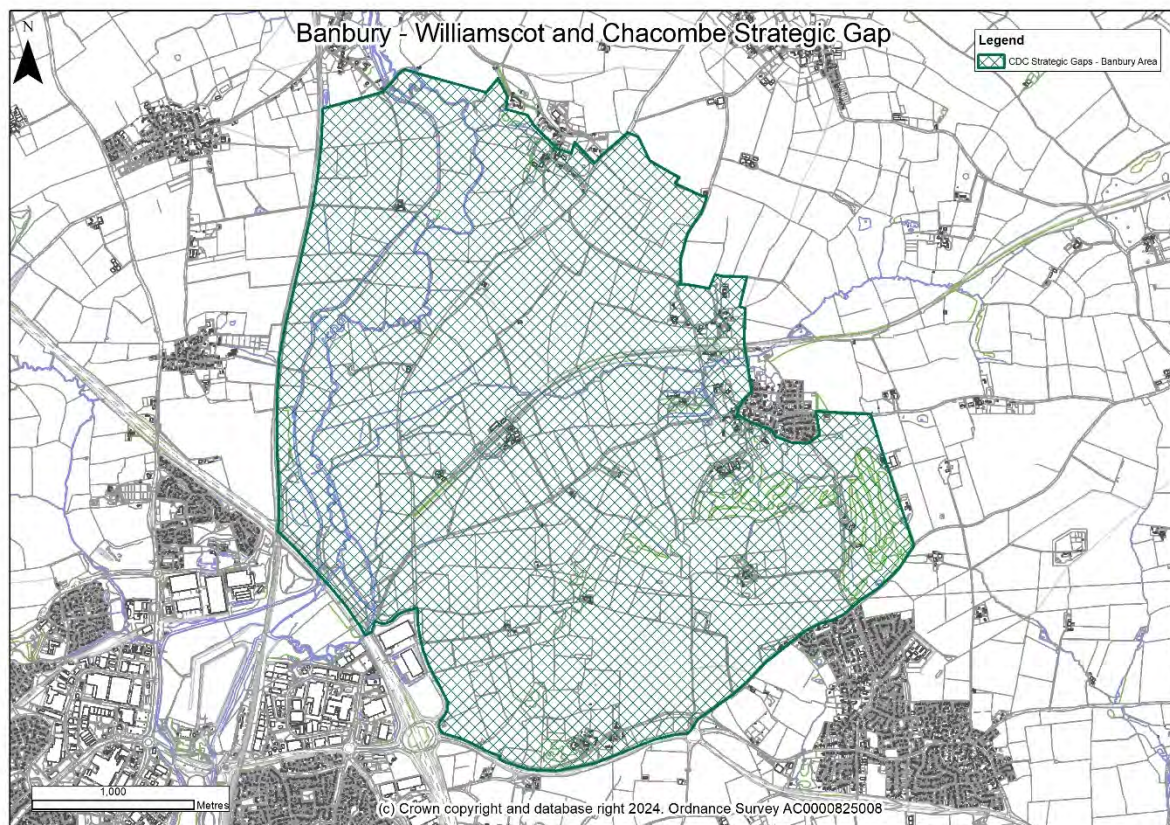 Banbury - Williamscot and Chacombe Strategic Gap
N
Legend
CDC Strategic Gaps - Banbury Area
1,000
Metres
(c) Crown copyright and database right 2024. Ordnance Survey AC0000825008